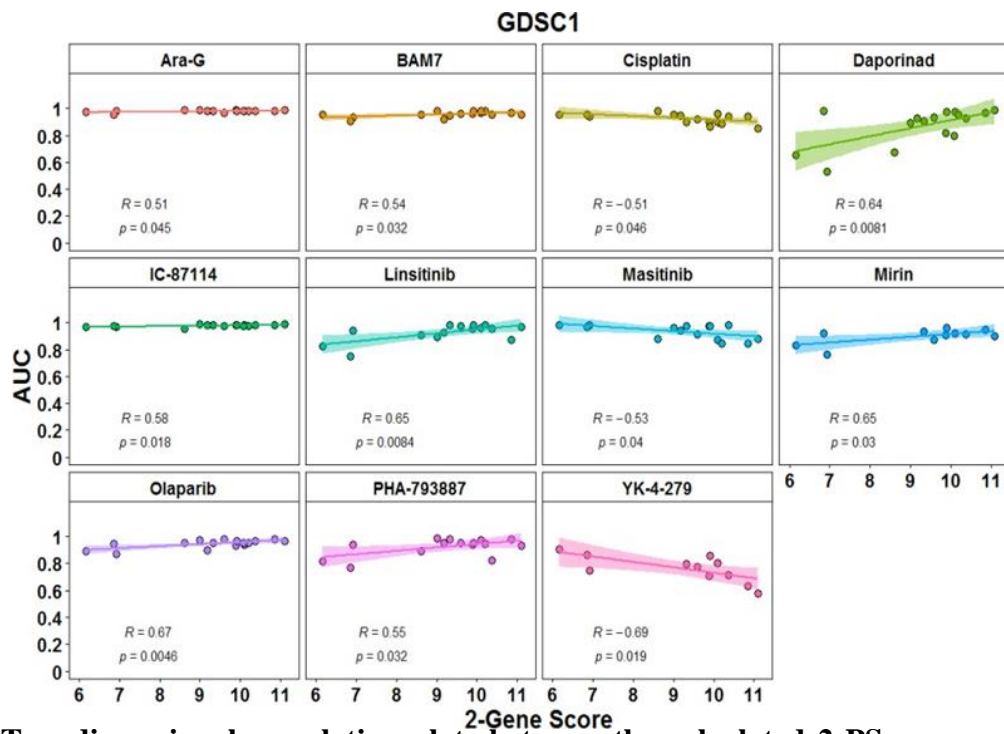 GDSC1
Ara-G
BAM7
Cisplatin
Daporinad
1
0.8
0.6
0.4
0.2
0
R = 0.51
p = 0.045
R = 0.54
p = 0.032
R = −0.51
p = 0.046
R = 0.64
p = 0.0081
IC-87114
Linsitinib
Masitinib
Mirin
AUC
1
0.8
0.6
0.4
0.2
0
R = 0.58
p = 0.018
R = 0.65
p = 0.0084
R = −0.53
p = 0.04
R = 0.65
p = 0.03
6 7 8 9 10 11
Olaparib
PHA-793887
YK-4-279
1
0.8
0.6
0.4
0.2
0
R = 0.67
p = 0.0046
R = 0.55
p = 0.032
R = −0.69
p = 0.019
6 7 8 9 10 11
6 7 8 9 10 11
6 7 8 9 10 11
2-Gene Score